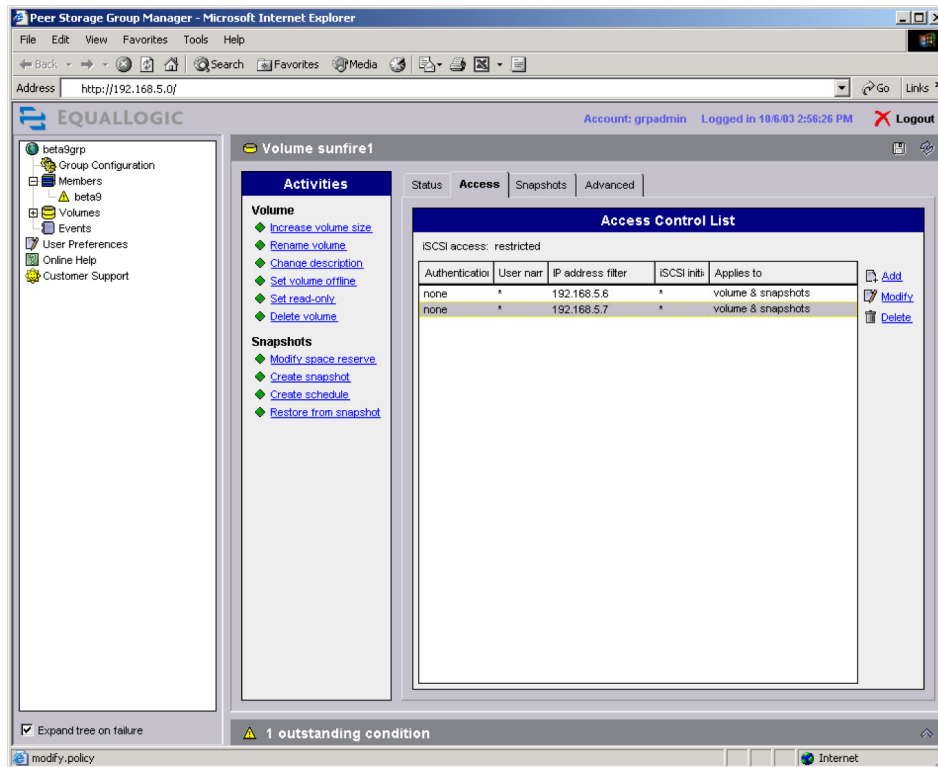 Peer Storage Group Manager - Microsoft Internet Explorer
File Edit View Favorites Tools Help
Back Search Favorites Media
Address http://192.168.5.0/ Go Links
EQUALLOGIC Account: grpadmin Logged in 10/6/03 2:56:26 PM Logout
beta9grp
Group Configuration
Members
beta9
Volumes
Events
User Preferences
Online Help
Customer Support
Expand tree on failure
Volume sunfire1
Activities
Volume
Increase volume size
Rename volume
Change description
Set volume offline
Set read-only
Delete volume
Snapshots
Modify space reserve
Create snapshot
Create schedule
Restore from snapshot
Status Access Snapshots Advanced
Access Control List
iSCSI access: restricted
Authentication User nam IP address filter iSCSI initi Applies to
none * 192.168.5.6 * volume & snapshots
none * 192.168.5.7 * volume & snapshots
Add
Modify
Delete
1 outstanding condition
modify.policy Internet